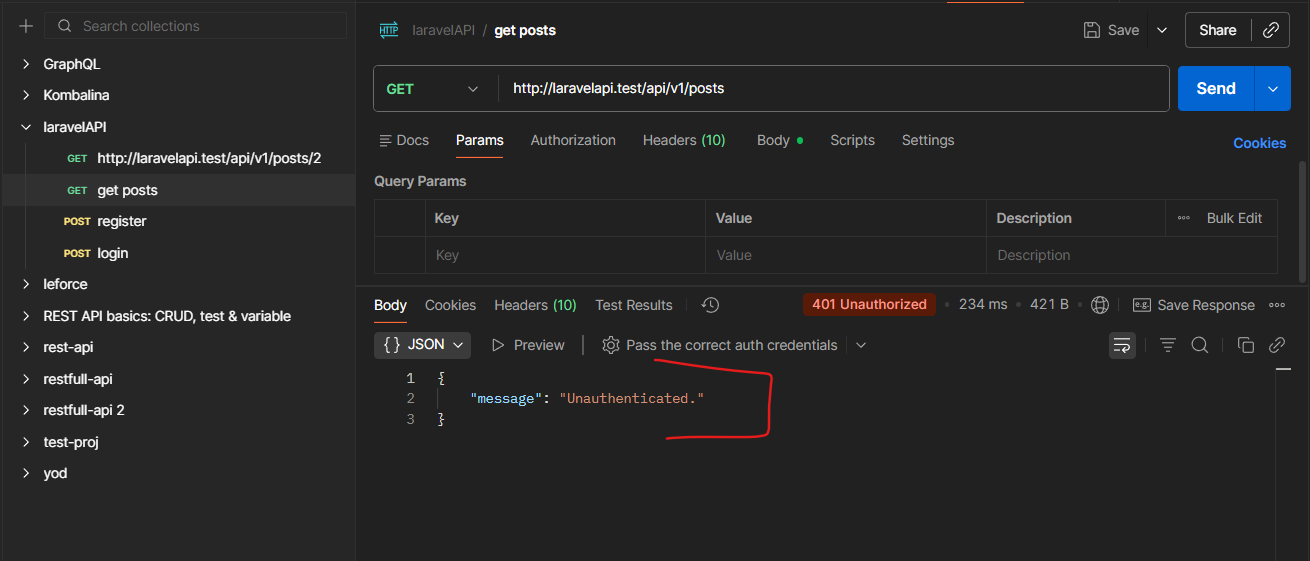 Search collections
GraphQL
Kombalina
laravelAPI
GET http://laravelapi.test/api/v1/posts/2
GET get posts
POST register
POST login
leforce
REST API basics: CRUD, test & variable
rest-api
restfull-api
restfull-api 2
test-proj
yod
HTTP laravelAPI / get posts
Save
Share
GET http://laravelapi.test/api/v1/posts
Send
Docs Params Authorization Headers (10) Body Scripts Settings
Cookies
Query Params
Key Value Description Bulk Edit
Key Value Description
Body Cookies Headers (10) Test Results
401 Unauthorized • 234 ms • 421 B
e.g. Save Response
{} JSON Preview Pass the correct auth credentials
1 {
2 "message": "Unauthenticated."
3 }